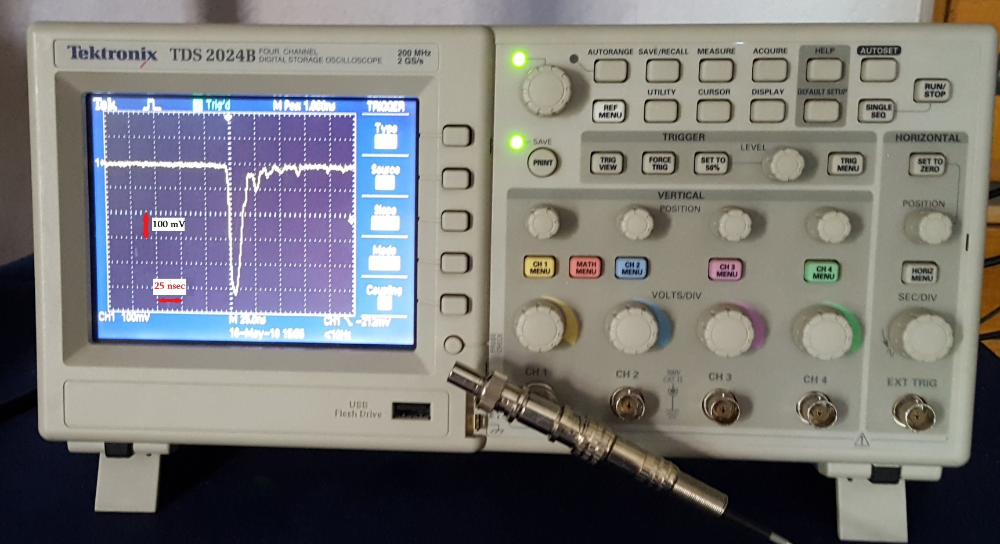 Tektronix TDS 2024B FOUR CHANNEL DIGITAL STORAGE OSCILLOSCOPE
200 MHz
2 GS/s
Tek Trig'd M Pos 1.000ns TRIGGER
Type
Source
Slope
Mode
Coupling
1
100 mV
25 nsec
CH1 100mV M 25.0ns CH1 -212mV
15:55
<10Hz
USB
Flash Drive
AUTORANGE SAVE/RECALL MEASURE ACQUIRE HELP AUTOSET
REF MENU UTILITY CURSOR DISPLAY DEFAULT SETUP
SINGLE SEQ
RUN/STOP
SAVE
PRINT
TRIGGER
LEVEL
TRIG VIEW
FORCE TRIG
SET TO 50%
TRIG MENU
HORIZONTAL
SET TO ZERO
POSITION
HORIZ MENU
SEC/DIV
VERTICAL
POSITION
CH 1 MENU
MATH MENU
CH 2 MENU
CH 3 MENU
CH 4 MENU
VOLTS/DIV
PROBE CHECK
CH 1 CH 2 CH 3 CH 4 EXT TRIG
300V
CAT II